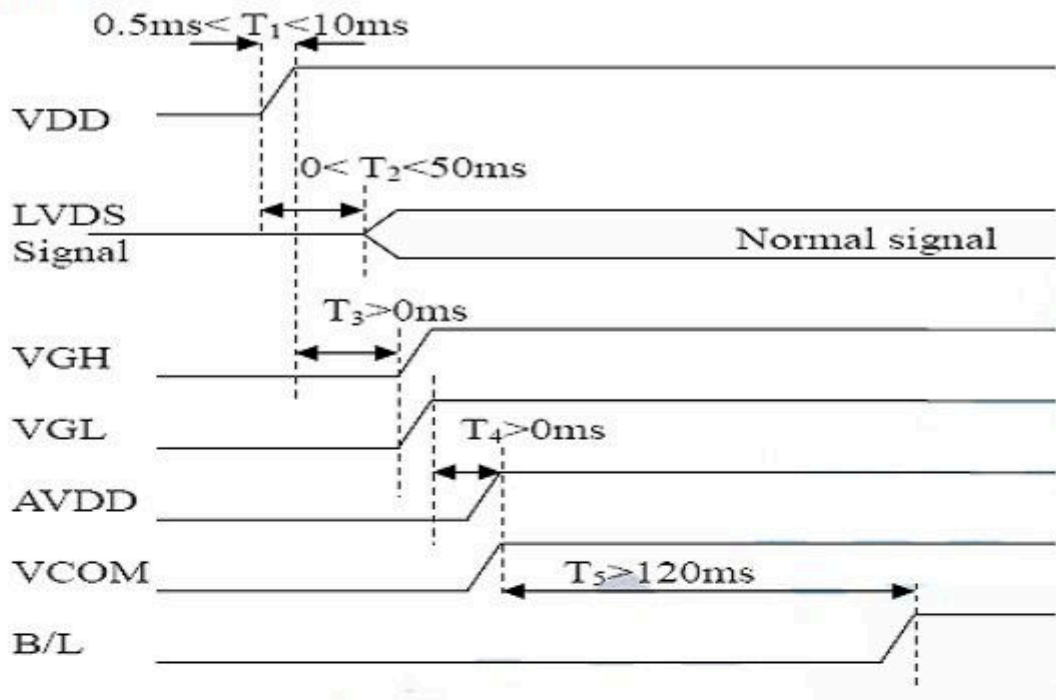 0.5ms< T₁<10ms
VDD
0< T₂<50ms
LVDS
Signal
Normal signal
T₃>0ms
VGH
VGL
T₄>0ms
AVDD
VCOM
T₅>120ms
B/L